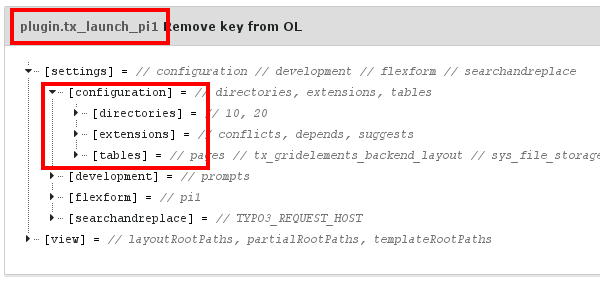 plugin.tx_launch_pi1 Remove key from OL
[settings] = // configuration // development // flexform // searchandreplace
[configuration] = // directories, extensions, tables
[directories] = // 10, 20
[extensions] = // conflicts, depends, suggests
[tables] = // pages // tx_gridelements_backend_layout // sys_file_storage
[development] = // prompts
[flexform] = // pi1
[searchandreplace] = // TYPO3_REQUEST_HOST
[view] = // layoutRootPaths, partialRootPaths, templateRootPaths